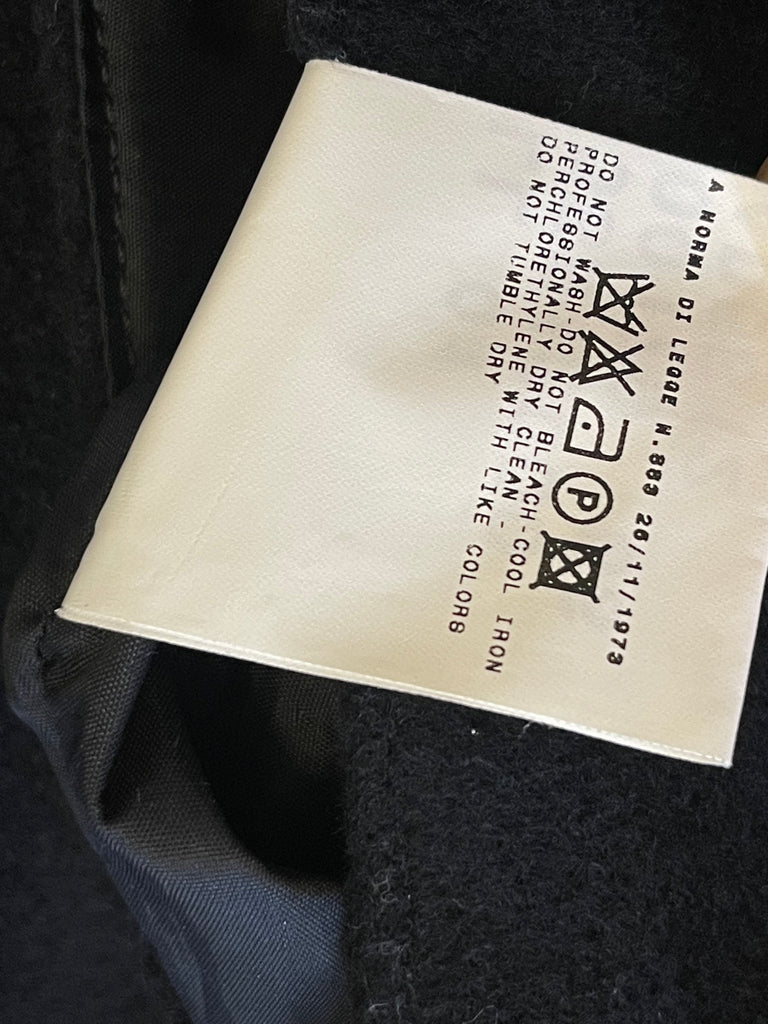 A NORMA DI LEGGE N.883 26/11/1973
P
DO NOT WASH-DO NOT BLEACH-COOL IRON
PROFESSIONALLY DRY CLEAN -
PERCHLORETHYLENE WITH LIKE COLORS
DO NOT TUMBLE DRY